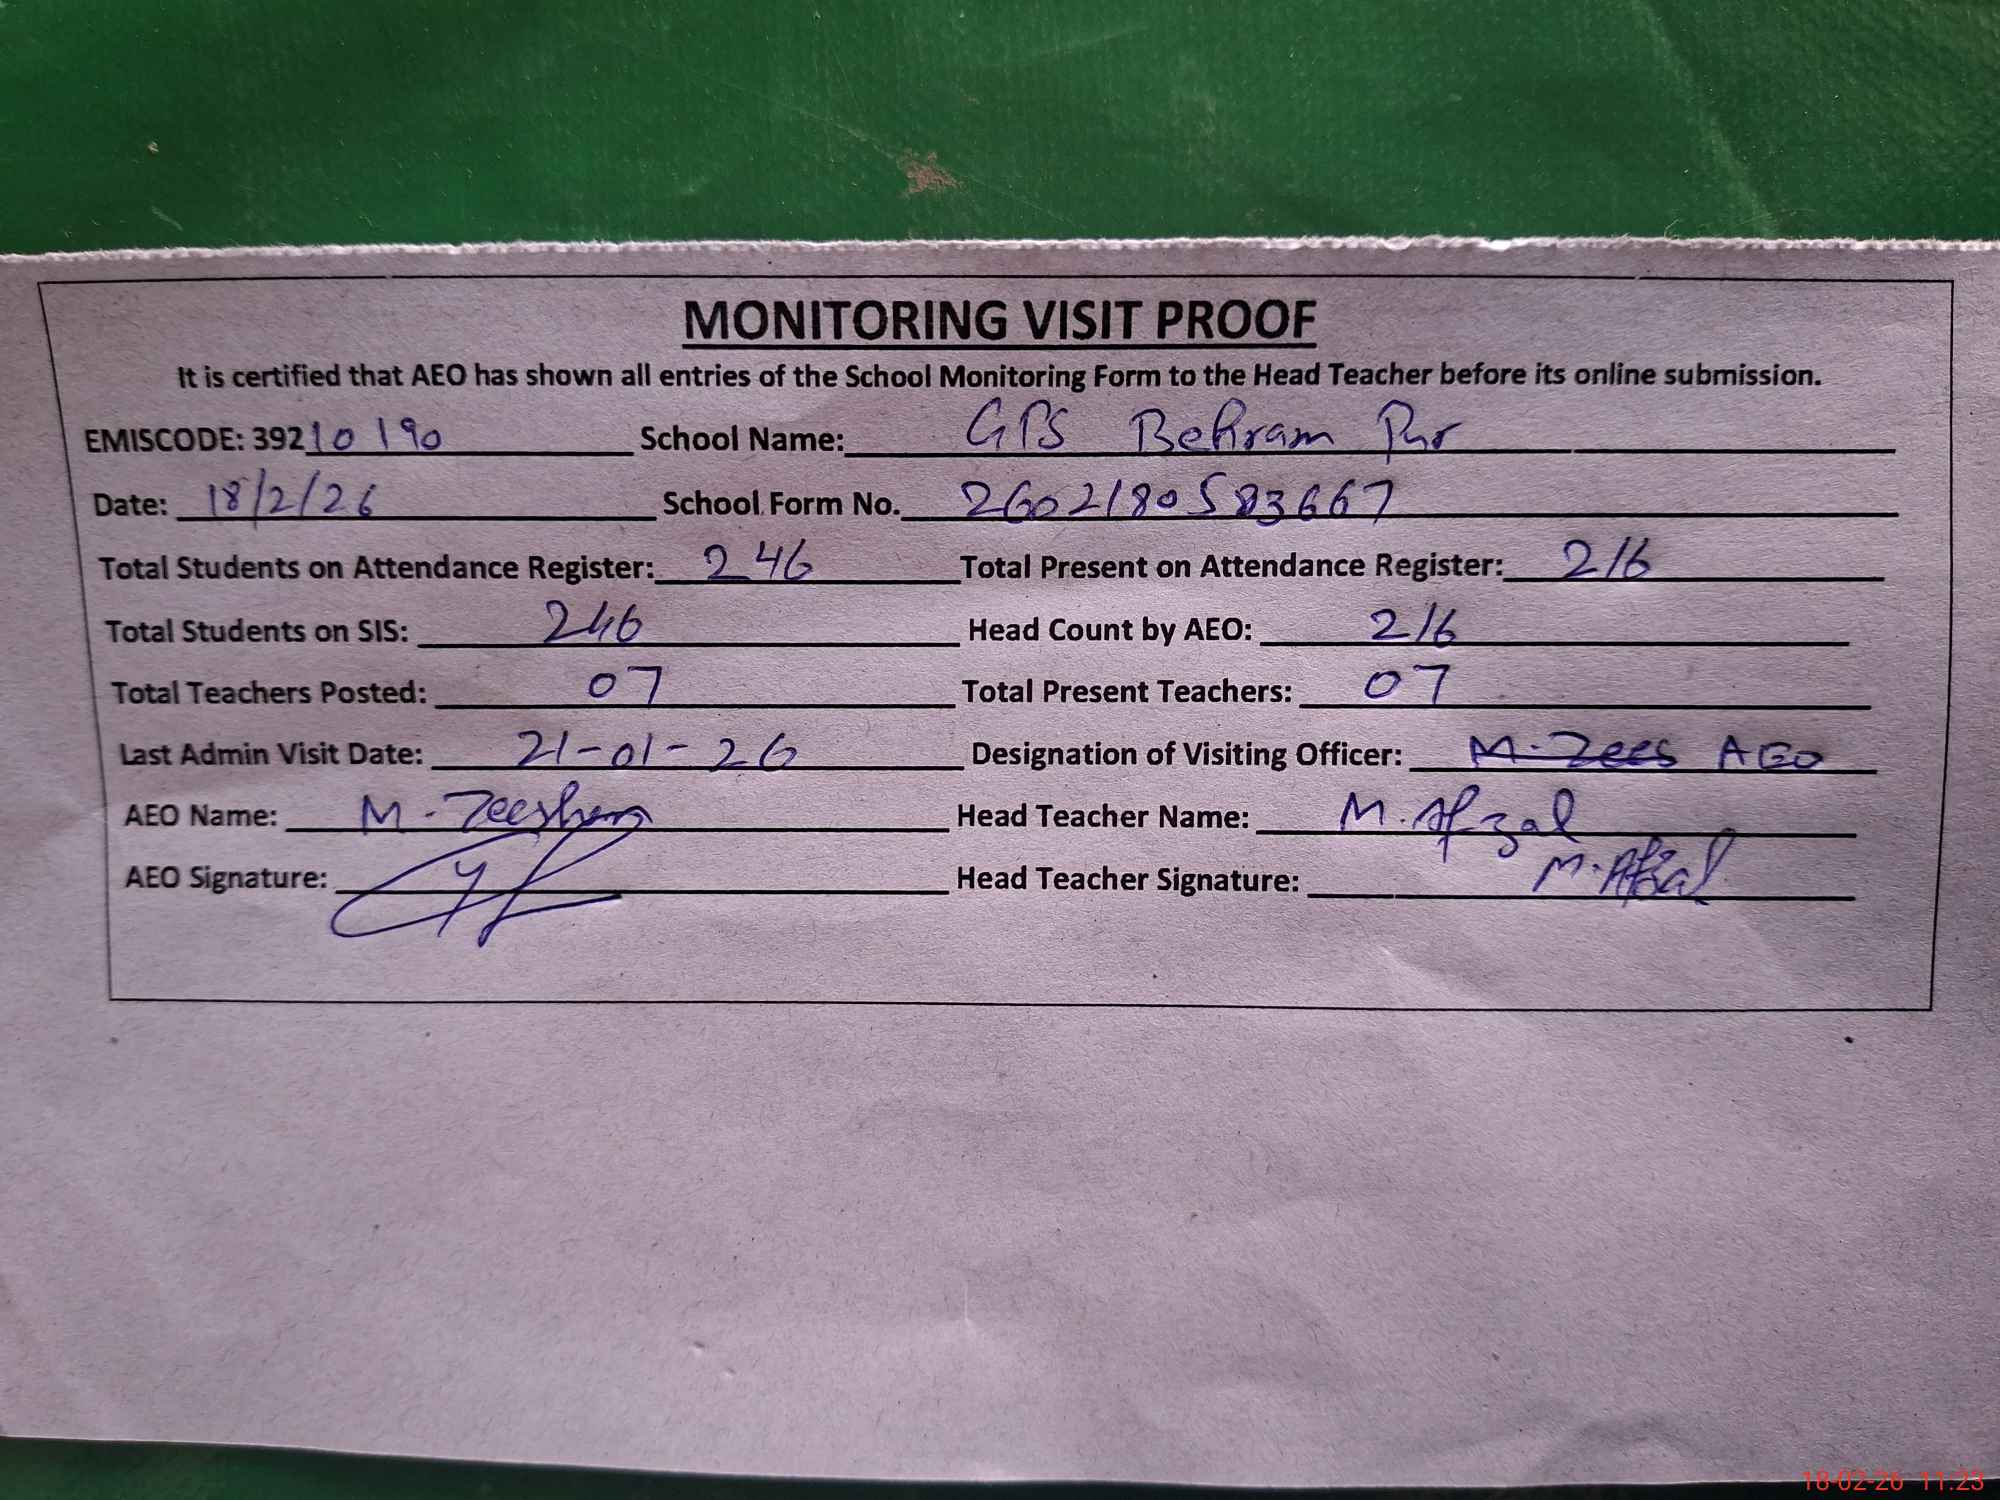 MONITORING VISIT PROOF
It is certified that AEO has shown all entries of the School Monitoring Form to the Head Teacher before its online submission.
EMISCODE: 39210190 School Name: GPS Behram Pur
Date: 18/2/26 School Form No. 260218058 3667
Total Students on Attendance Register: 246 Total Present on Attendance Register: 216
Total Students on SIS: 246 Head Count by AEO: 216
Total Teachers Posted: 07 Total Present Teachers: 07
Last Admin Visit Date: 21-01-26 Designation of Visiting Officer: M. Zees AEO
AEO Name: M. Zeeshan Head Teacher Name: M. Afzal
AEO Signature: Head Teacher Signature: M. Afzal
18-02-26 11:23